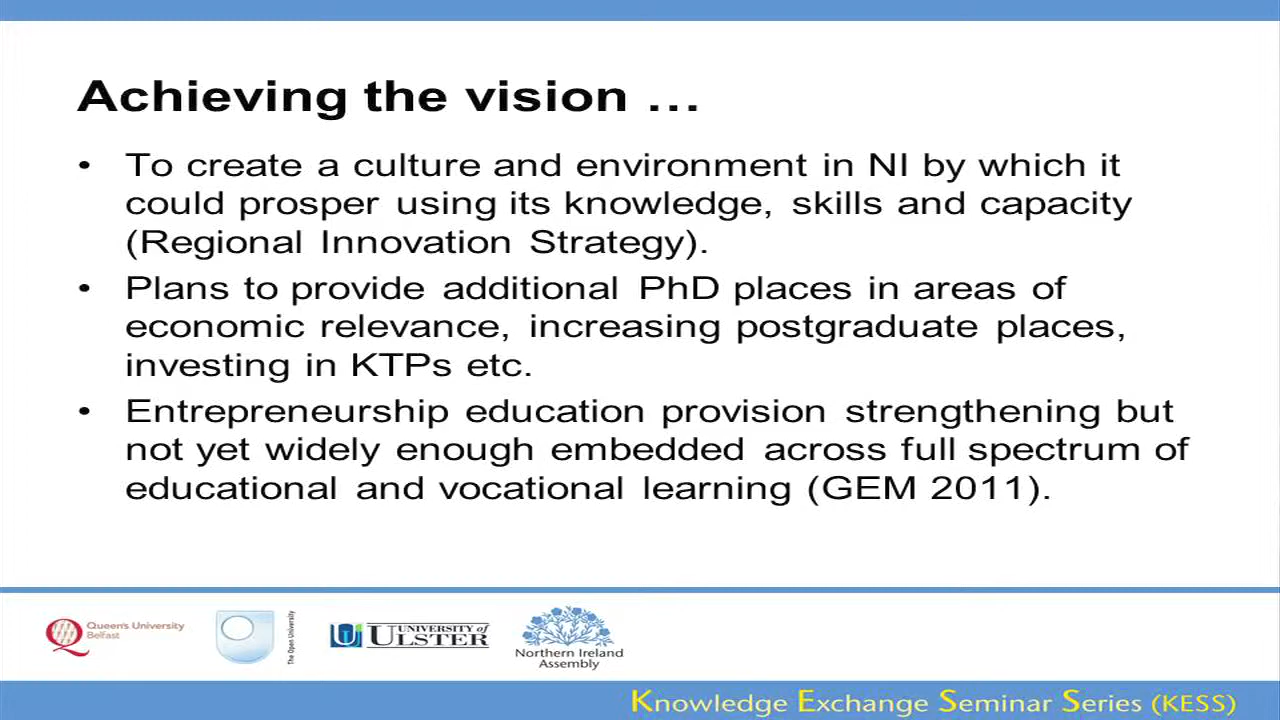 Achieving the vision …
• To create a culture and environment in NI by which it
could prosper using its knowledge, skills and capacity
(Regional Innovation Strategy).
• Plans to provide additional PhD places in areas of
economic relevance, increasing postgraduate places,
investing in KTPs etc.
• Entrepreneurship education provision strengthening but
not yet widely enough embedded across full spectrum of
educational and vocational learning (GEM 2011).
Queen's University
Belfast
The Open University
UNIVERSITY of
ULSTER
Northern Ireland
Assembly
Knowledge Exchange Seminar Series (KESS)